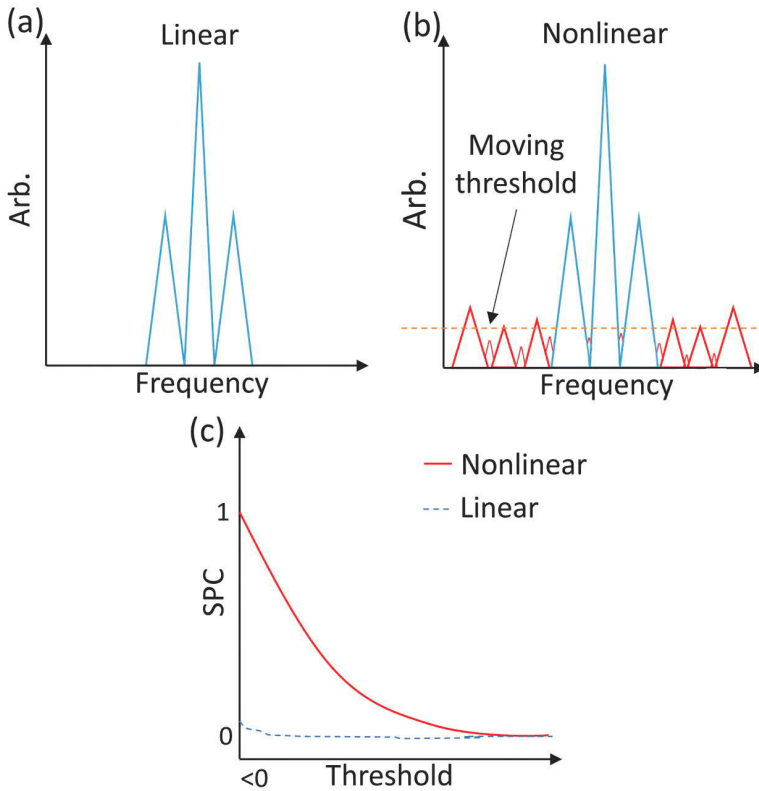 (a)
Linear
Arb.
Frequency
(b)
Nonlinear
Moving
threshold
Arb.
Frequency
(c)
Nonlinear
Linear
1
SPC
0
<0
Threshold